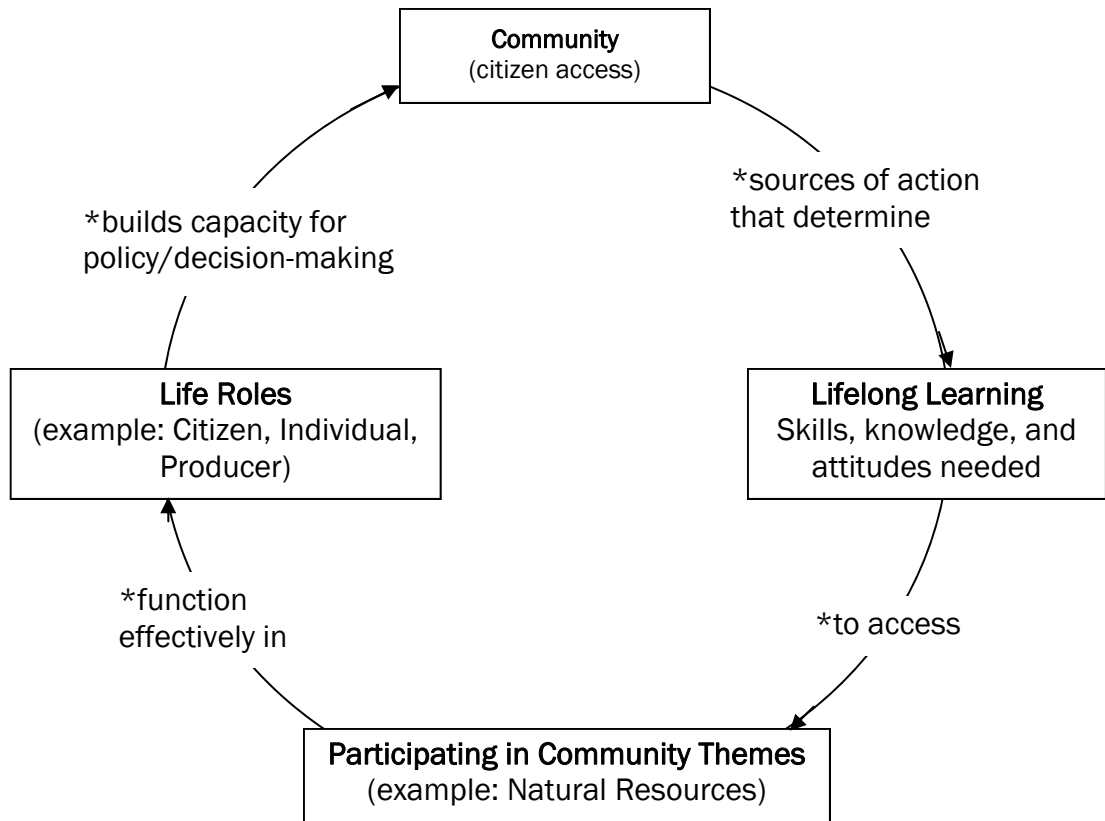 Community
(citizen access)
*sources of action
that determine
*builds capacity for
policy/decision-making
Life Roles
(example: Citizen, Individual,
Producer)
Lifelong Learning
Skills, knowledge, and
attitudes needed
*function
effectively in
*to access
Participating in Community Themes
(example: Natural Resources)